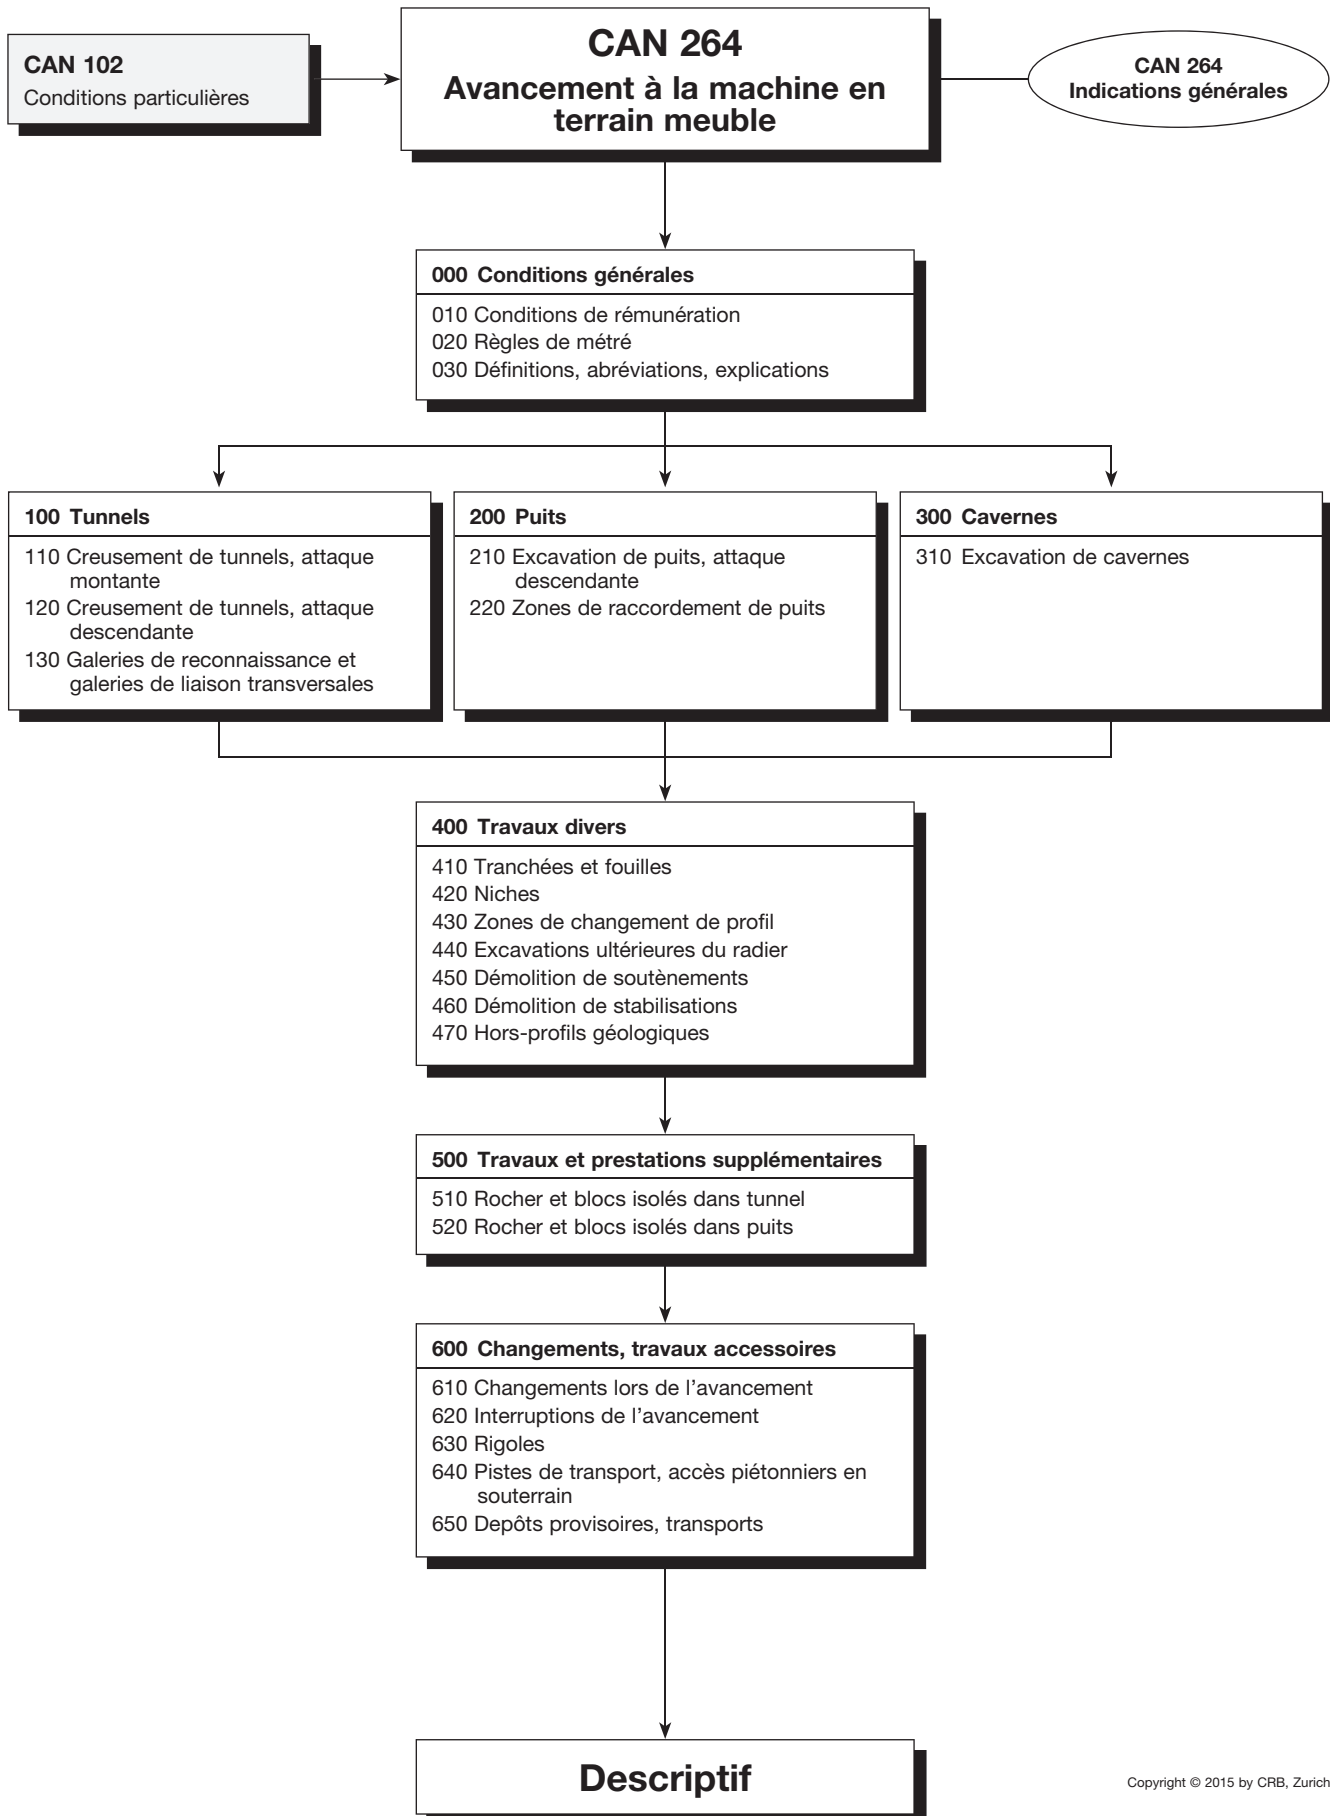 CAN 102
Conditions particulières
CAN 264
Avancement à la machine en
terrain meuble
CAN 264
Indications générales
000 Conditions générales
010 Conditions de rémunération
020 Règles de métré
030 Définitions, abréviations, explications
100 Tunnels
110 Creusement de tunnels, attaque
montante
120 Creusement de tunnels, attaque
descendante
130 Galeries de reconnaissance et
galeries de liaison transversales
200 Puits
210 Excavation de puits, attaque
descendante
220 Zones de raccordement de puits
300 Cavernes
310 Excavation de cavernes
400 Travaux divers
410 Tranchées et fouilles
420 Niches
430 Zones de changement de profil
440 Excavations ultérieures du radier
450 Démolition de soutènements
460 Démolition de stabilisations
470 Hors-profils géologiques
500 Travaux et prestations supplémentaires
510 Rocher et blocs isolés dans tunnel
520 Rocher et blocs isolés dans puits
600 Changements, travaux accessoires
610 Changements lors de l'avancement
620 Interruptions de l'avancement
630 Rigoles
640 Pistes de transport, accès piétonniers en
souterrain
650 Depôts provisoires, transports
Descriptif
Copyright © 2015 by CRB, Zurich